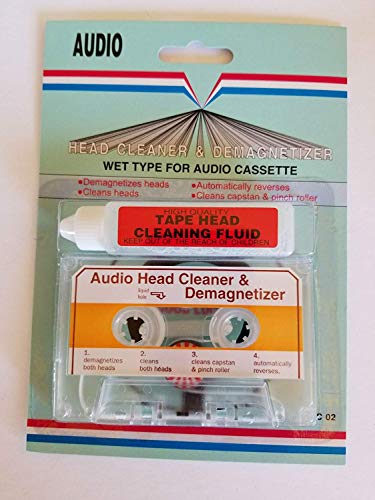 AUDIO
HEAD CLEANER & DEMAGNETIZER
WET TYPE FOR AUDIO CASSETTE
•Demagnetizes heads
•Automatically reverses
•Cleans heads
•Cleans capstan & pinch roller
HIGH QUALITY
TAPE HEAD
CLEANING FLUID
KEEP OUT OF THE REACH OF CHILDREN
Audio Head Cleaner &
liquid
hole
Demagnetizer
1.
demagnetizes
both heads
2.
cleans
both heads
3.
cleans capstan
& pinch roller
4.
automatically
reverses.
C 02